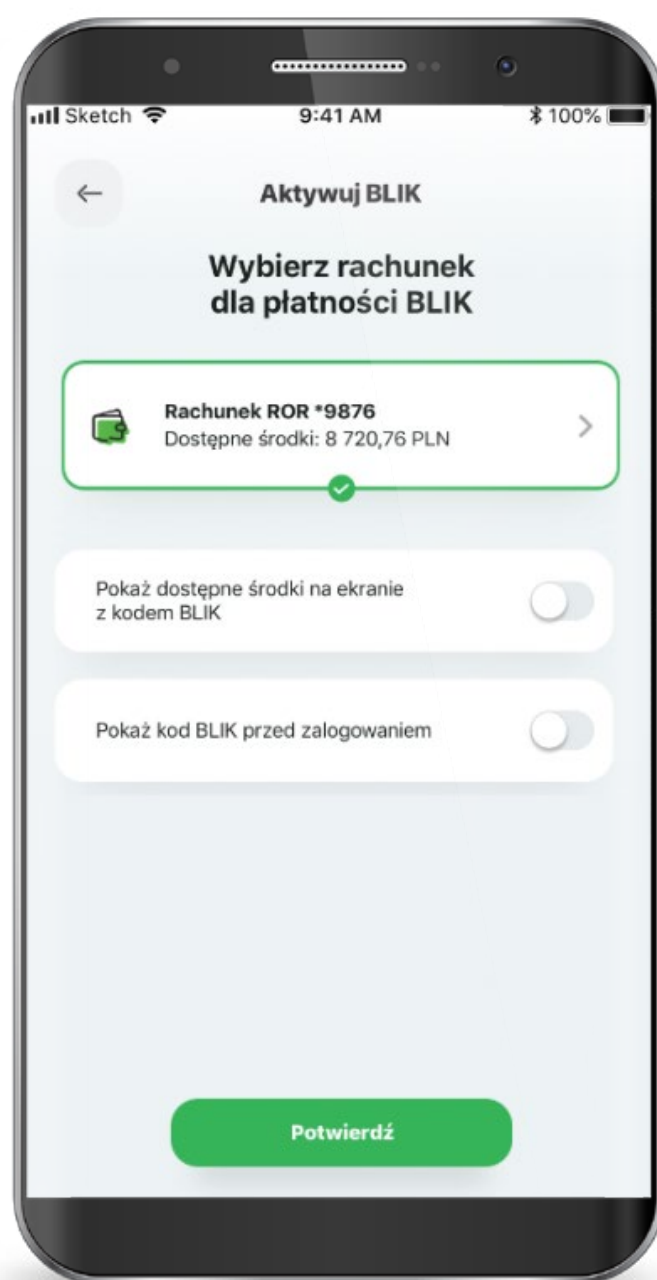 Sketch 9:41 AM 100%
Aktywuj BLIK
Wybierz rachunek
dla płatności BLIK
Rachunek ROR *9876
Dostępne środki: 8 720,76 PLN
Pokaż dostępne środki na ekranie
z kodem BLIK
Pokaż kod BLIK przed zalogowaniem
Potwierdź